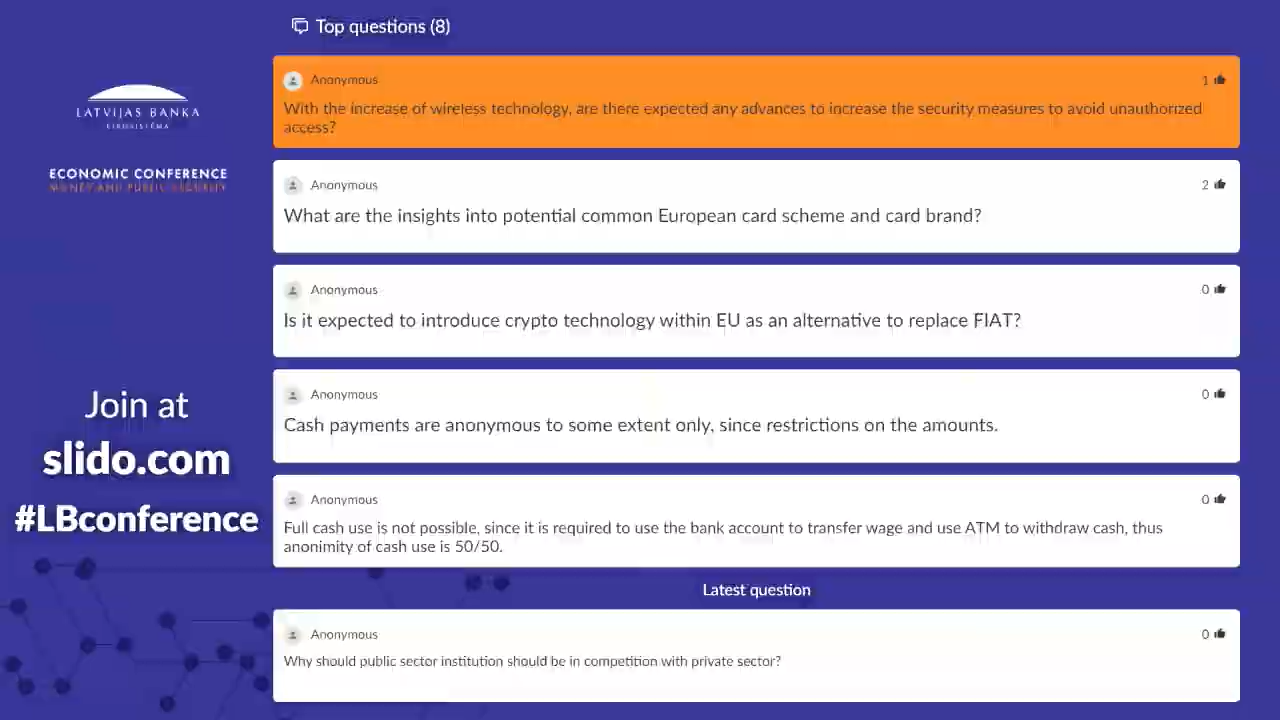 Top questions (8)
LATVIJAS BANKA
EIROSISTĒMA
ECONOMIC CONFERENCE
MONEY AND PUBLIC SECURITY
Join at
slido.com
#LBconference
Anonymous
1
With the increase of wireless technology, are there expected any advances to increase the security measures to avoid unauthorized
access?
Anonymous
2
What are the insights into potential common European card scheme and card brand?
Anonymous
0
Is it expected to introduce crypto technology within EU as an alternative to replace FIAT?
Anonymous
0
Cash payments are anonymous to some extent only, since restrictions on the amounts.
Anonymous
0
Full cash use is not possible, since it is required to use the bank account to transfer wage and use ATM to withdraw cash, thus
anonimity of cash use is 50/50.
Latest question
Anonymous
0
Why should public sector institution should be in competition with private sector?